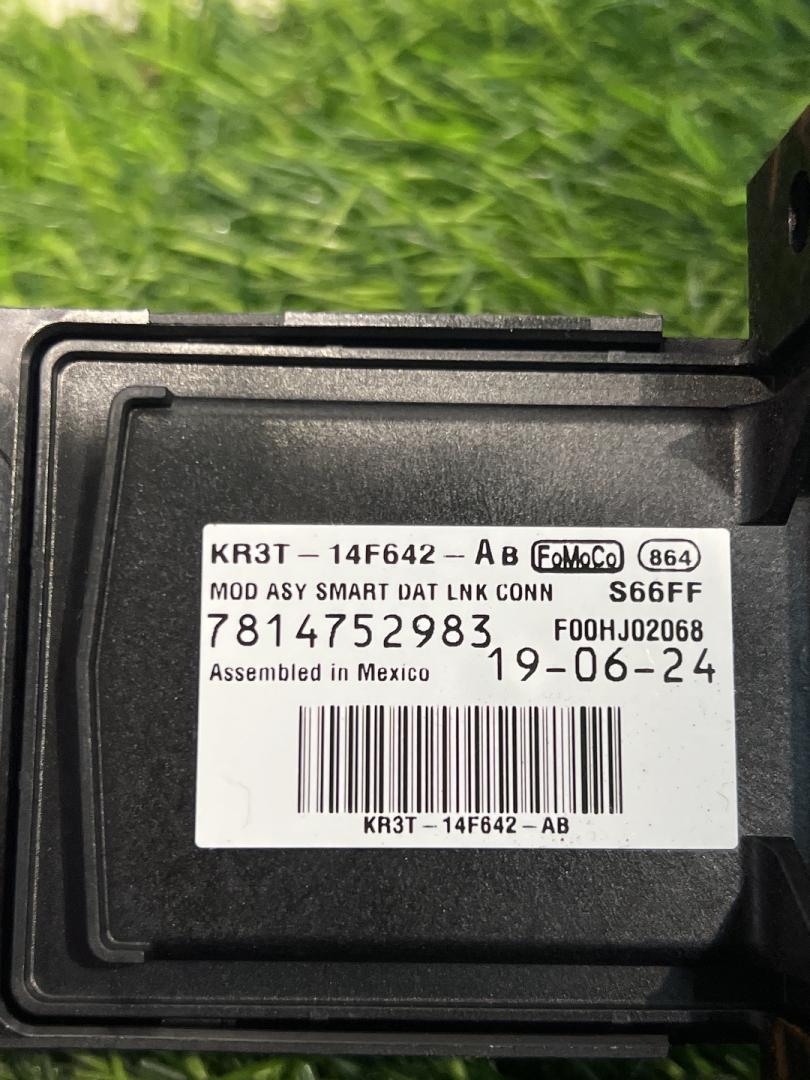 KR3T - 14F642 - AB FoMoCo 864
MOD ASY SMART DAT LNK CONN S66FF
7814752983 F00HJ02068
Assembled in Mexico 19-06-24
KR3T - 14F642 - AB